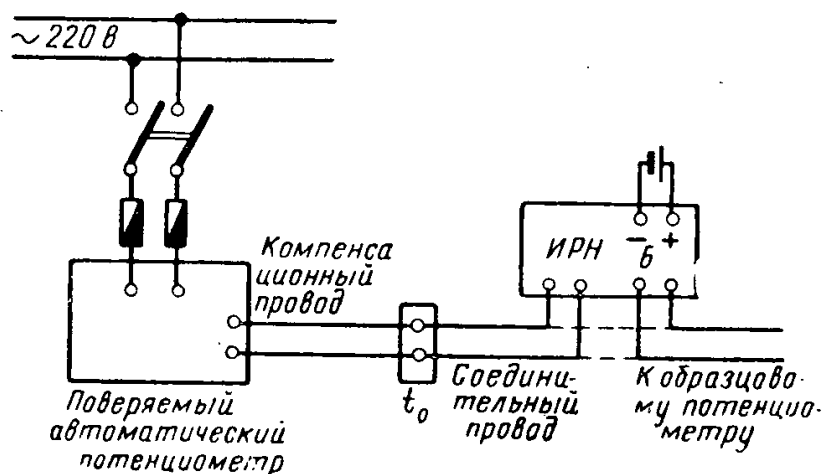 ~220 В
Компенса
ционный
провод
ИРН
– +
Б
t₀
Соедини-
тельный
провод
К образцово-
му потенцио-
метру
Поверяемый
автоматический
потенциометр